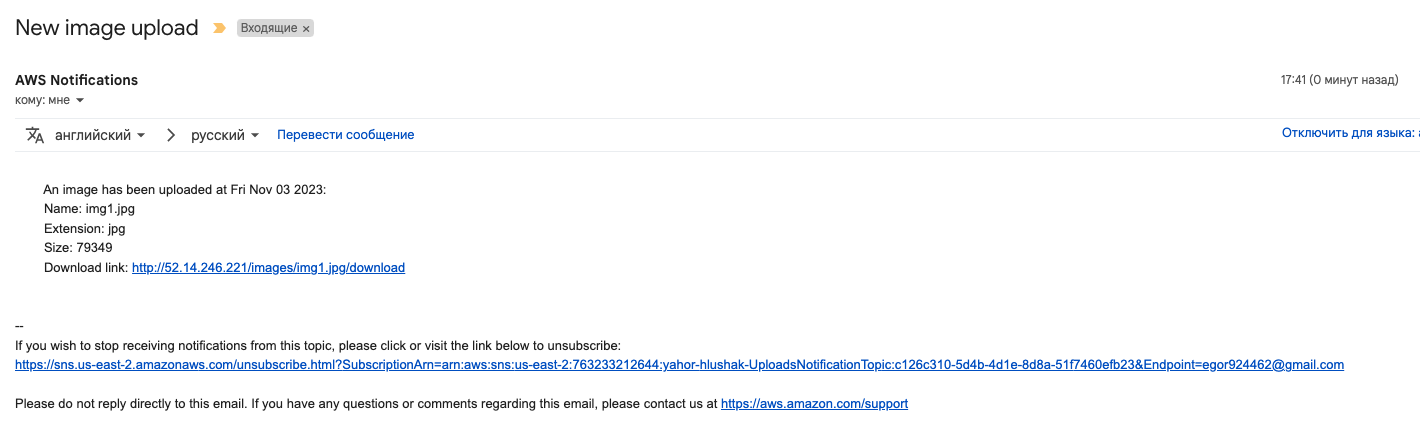 New image upload
Входящие ×
AWS Notifications
17:41 (0 минут назад)
кому: мне
английский
русский
Перевести сообщение
Отключить для языка:
An image has been uploaded at Fri Nov 03 2023:
Name: img1.jpg
Extension: jpg
Size: 79349
Download link: http://52.14.246.221/images/img1.jpg/download
--
If you wish to stop receiving notifications from this topic, please click or visit the link below to unsubscribe:
https://sns.us-east-2.amazonaws.com/unsubscribe.html?SubscriptionArn=arn:aws:sns:us-east-2:763233212644:yahor-hlushak-UploadsNotificationTopic:c126c310-5d4b-4d1e-8d8a-51f7460efb23&Endpoint=egor924462@gmail.com
Please do not reply directly to this email. If you have any questions or comments regarding this email, please contact us at https://aws.amazon.com/support